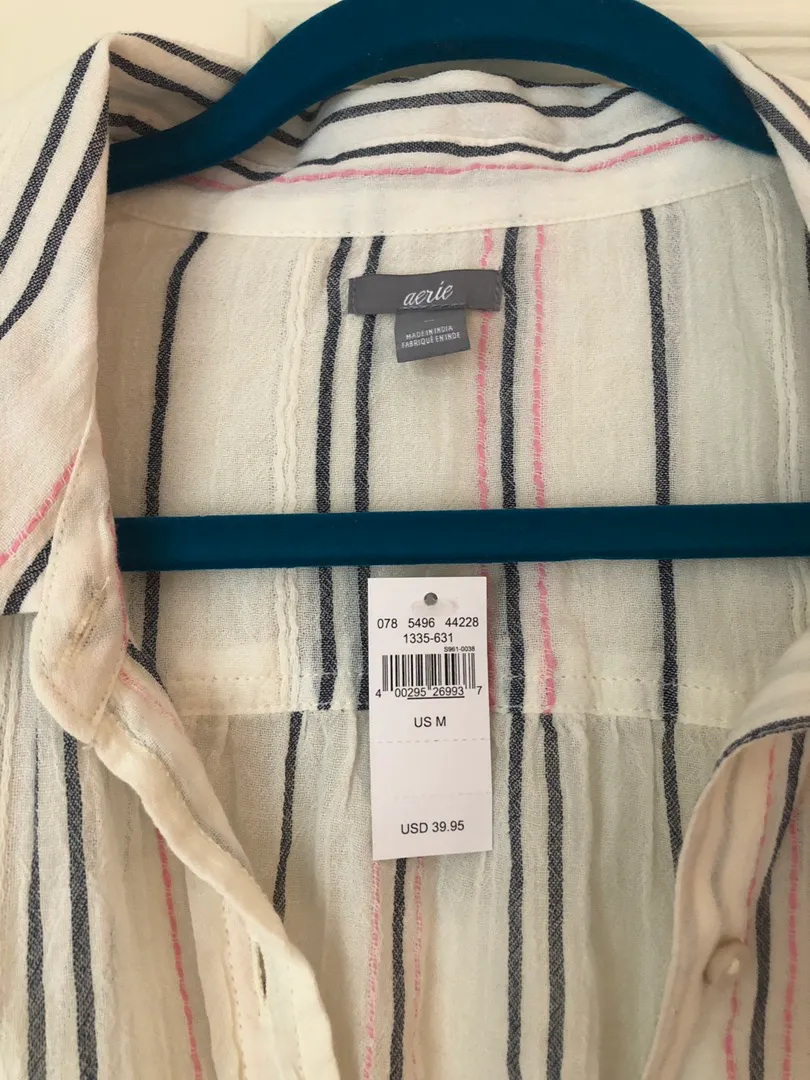 aerie
MADE IN INDIA
FABRIQUÉ EN INDE
078 5496 44228
1335-631
S961-0038
4 00295 26993 7
US M
USD 39.95